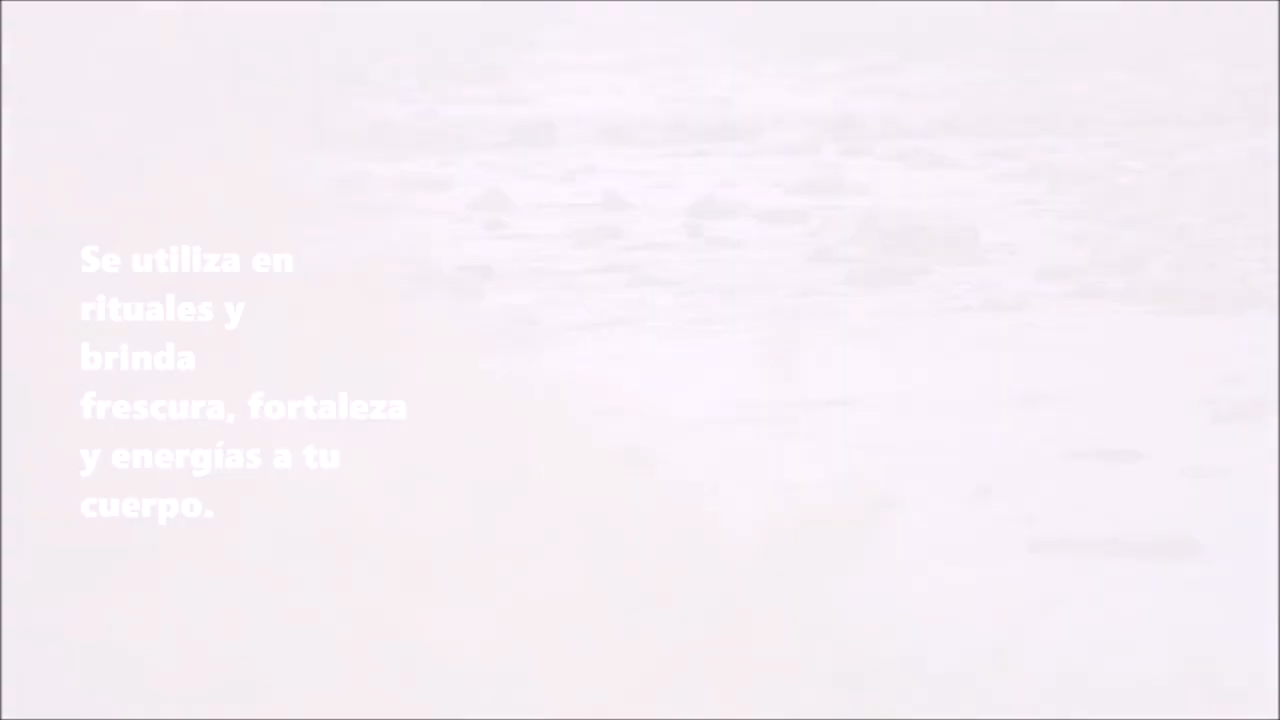 Se utiliza en
rituales y
brinda
frescura, fortaleza
y energías a tu
cuerpo.